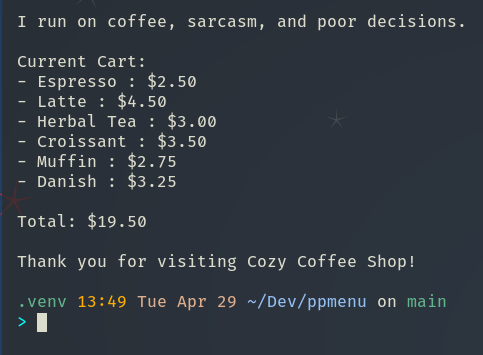 I run on coffee, sarcasm, and poor decisions.
Current Cart:
- Espresso : $2.50
- Latte : $4.50
- Herbal Tea : $3.00
- Croissant : $3.50
- Muffin : $2.75
- Danish : $3.25
Total: $19.50
Thank you for visiting Cozy Coffee Shop!
.venv 13:49 Tue Apr 29 ~/Dev/ppmenu on main
>